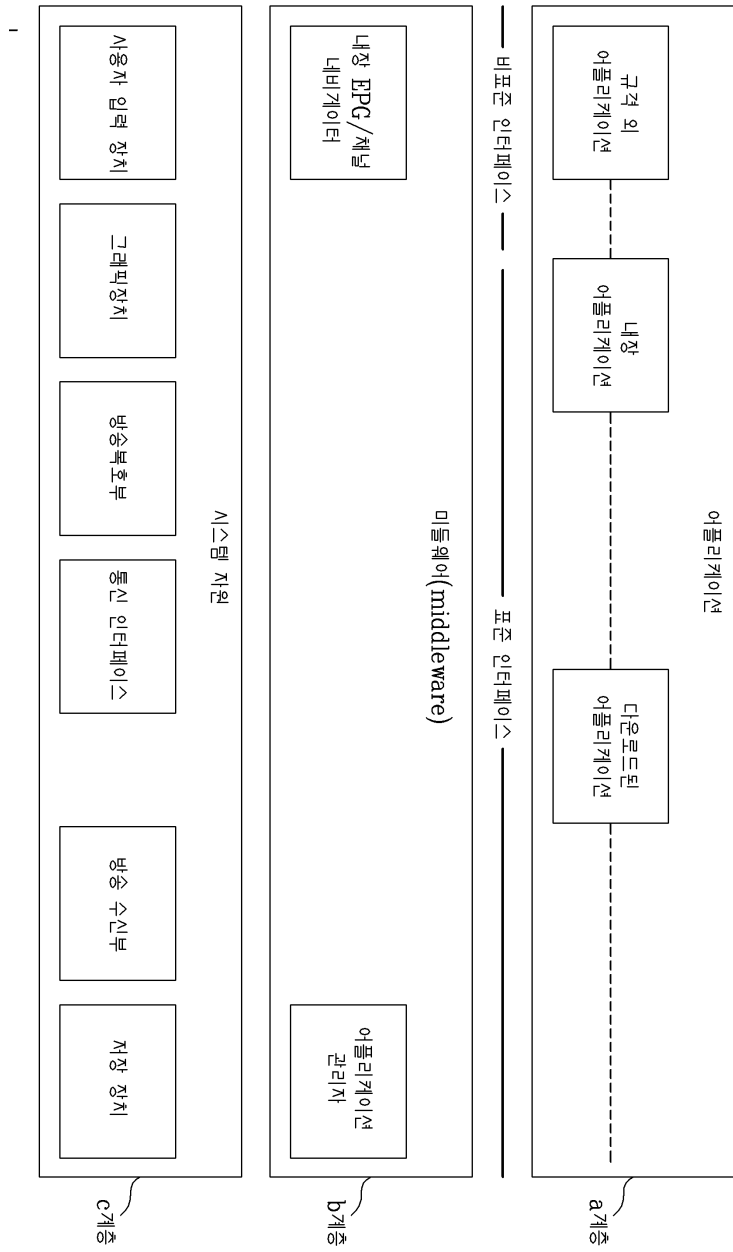 어플리케이션
규격 외
어플리케이션
내장
어플리케이션
다운로드된
어플리케이션
a계층
비표준 인터페이스
표준 인터페이스
미들웨어(middleware)
내장 EPG/채널
네비게이터
어플리케이션
관리자
b계층
시스템 자원
사용자 입력 장치
그래픽장치
방송복호부
통신 인터페이스
방송 수신부
저장 장치
c계층